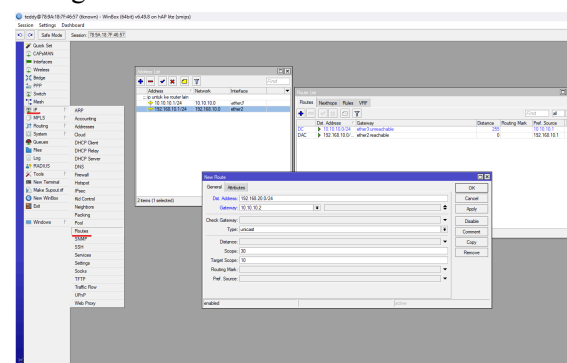 teddy@78:9A:18:7F:46:57 (tknown) - WinBox (64bit) v6.49.8 on hAP lite (smips)
Session Settings Dashboard
Safe Mode Session: 78:9A:18:7F:46:57
Quick Set
CAPsMAN
Interfaces
Wireless
Bridge
PPP
Switch
Mesh
IP
MPLS
Routing
System
Queues
Files
Log
RADIUS
Tools
New Terminal
Make Supout.rif
New WinBox
Exit
Windows
ARP
Accounting
Addresses
Cloud
DHCP Client
DHCP Relay
DHCP Server
DNS
Firewall
Hotspot
IPsec
Kid Control
Neighbors
Packing
Pool
Routes
SNMP
SSH
Services
Settings
Socks
TFTP
Traffic Flow
UPnP
Web Proxy
Address List
Find
Address Network Interface
::: ip untuk ke router lain
10.10.10.1/24 10.10.10.0 ether3
192.168.10.1/24 192.168.10.0 ether2
2 items (1 selected)
Route List
Routes Nexthops Rules VRF
Find all
Dst. Address Gateway Distance Routing Mark Pref. Source
DC 10.10.10.0/24 ether3 unreachable 255 10.10.10.1
DAC 192.168.10.0/... ether2 reachable 0 192.168.10.1
New Route
General Attributes
Dst. Address: 192.168.20.0/24
Gateway: 10.10.10.2
Check Gateway:
Type: unicast
Distance:
Scope: 30
Target Scope: 10
Routing Mark:
Pref. Source:
OK
Cancel
Apply
Disable
Comment
Copy
Remove
enabled active